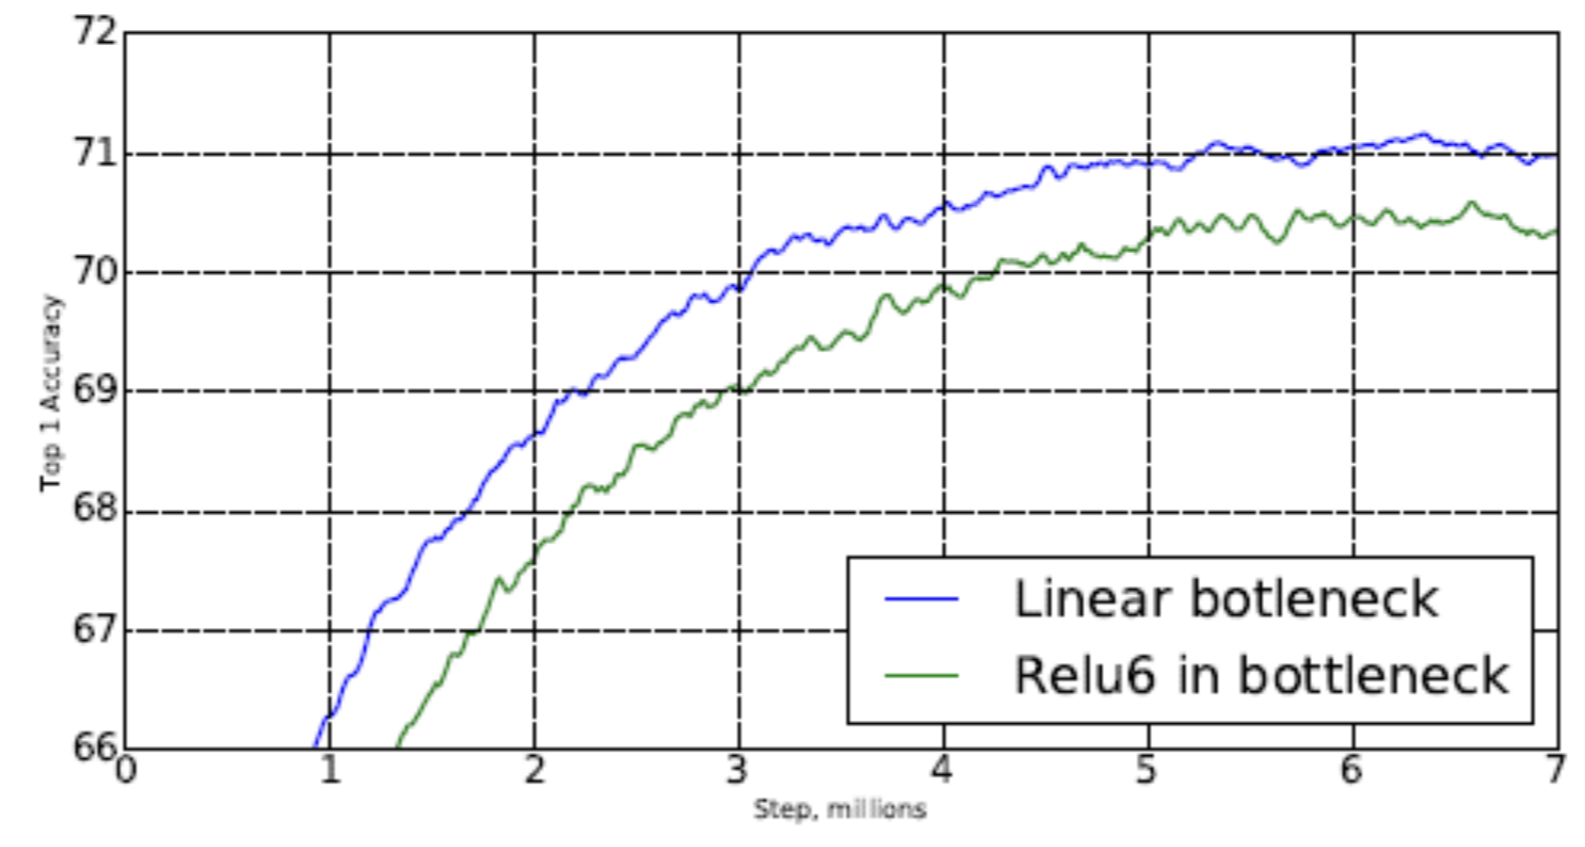 72
71
70
69
68
67
66
Top 1 Accuracy
0 1 2 3 4 5 6 7
Step, millions
Linear botleneck
Relu6 in bottleneck